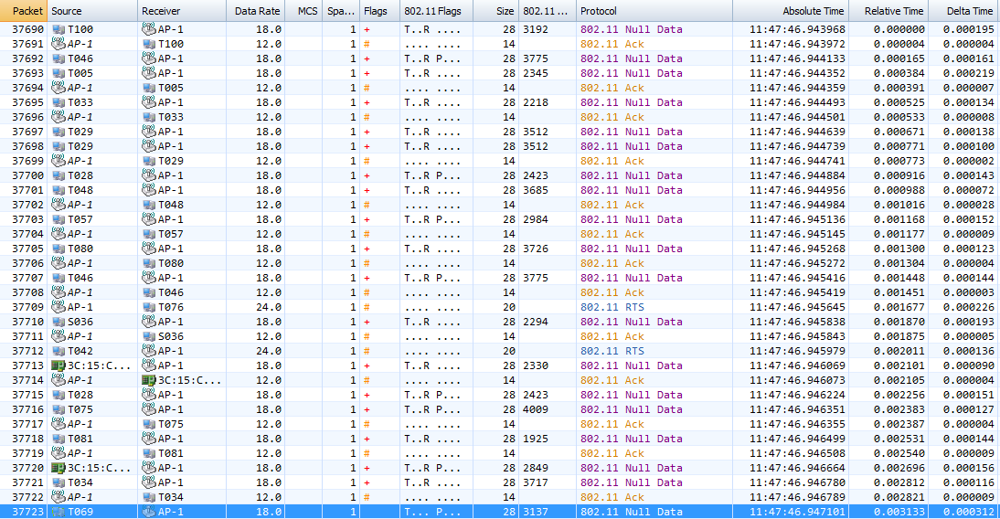 Packet Source Receiver Data Rate MCS Spa... Flags 802.11 Flags Size 802.11 ... Protocol Absolute Time Relative Time Delta Time
37690 T100 AP-1 18.0 1 + T..R .... 28 3192 802.11 Null Data 11:47:46.943968 0.000000 0.000195
37691 AP-1 T100 12.0 1 # .... .... 14 802.11 Ack 11:47:46.943972 0.000004 0.000004
37692 T046 AP-1 18.0 1 + T..R P... 28 3775 802.11 Null Data 11:47:46.944133 0.000165 0.000161
37693 T005 AP-1 18.0 1 + T..R .... 28 2345 802.11 Null Data 11:47:46.944352 0.000384 0.000219
37694 AP-1 T005 12.0 1 # .... .... 14 802.11 Ack 11:47:46.944359 0.000391 0.000007
37695 T033 AP-1 18.0 1 + T..R .... 28 2218 802.11 Null Data 11:47:46.944493 0.000525 0.000134
37696 AP-1 T033 12.0 1 # .... .... 14 802.11 Ack 11:47:46.944501 0.000533 0.000008
37697 T029 AP-1 18.0 1 + T..R .... 28 3512 802.11 Null Data 11:47:46.944639 0.000671 0.000138
37698 T029 AP-1 18.0 1 + T..R .... 28 3512 802.11 Null Data 11:47:46.944739 0.000771 0.000100
37699 AP-1 T029 12.0 1 # .... .... 14 802.11 Ack 11:47:46.944741 0.000773 0.000002
37700 T028 AP-1 18.0 1 + T..R P... 28 2423 802.11 Null Data 11:47:46.944884 0.000916 0.000143
37701 T048 AP-1 18.0 1 + T..R .... 28 3685 802.11 Null Data 11:47:46.944956 0.000988 0.000072
37702 AP-1 T048 12.0 1 # .... .... 14 802.11 Ack 11:47:46.944984 0.001016 0.000028
37703 T057 AP-1 18.0 1 + T..R P... 28 2984 802.11 Null Data 11:47:46.945136 0.001168 0.000152
37704 AP-1 T057 12.0 1 # .... .... 14 802.11 Ack 11:47:46.945145 0.001177 0.000009
37705 T080 AP-1 18.0 1 + T..R .... 28 3726 802.11 Null Data 11:47:46.945268 0.001300 0.000123
37706 AP-1 T080 12.0 1 # .... .... 14 802.11 Ack 11:47:46.945272 0.001304 0.000004
37707 T046 AP-1 18.0 1 + T..R P... 28 3775 802.11 Null Data 11:47:46.945416 0.001448 0.000144
37708 AP-1 T046 12.0 1 # .... .... 14 802.11 Ack 11:47:46.945419 0.001451 0.000003
37709 AP-1 T076 24.0 1 # .... .... 20 802.11 RTS 11:47:46.945645 0.001677 0.000226
37710 S036 AP-1 18.0 1 + T..R .... 28 2294 802.11 Null Data 11:47:46.945838 0.001870 0.000193
37711 AP-1 S036 12.0 1 # .... .... 14 802.11 Ack 11:47:46.945843 0.001875 0.000005
37712 T042 AP-1 24.0 1 # .... .... 20 802.11 RTS 11:47:46.945979 0.002011 0.000136
37713 3C:15:C... AP-1 18.0 1 + T..R .... 28 2330 802.11 Null Data 11:47:46.946069 0.002101 0.000090
37714 AP-1 3C:15:C... 12.0 1 # .... .... 14 802.11 Ack 11:47:46.946073 0.002105 0.000004
37715 T028 AP-1 18.0 1 + T..R P... 28 2423 802.11 Null Data 11:47:46.946224 0.002256 0.000151
37716 T075 AP-1 18.0 1 + T..R P... 28 4009 802.11 Null Data 11:47:46.946351 0.002383 0.000127
37717 AP-1 T075 12.0 1 # .... .... 14 802.11 Ack 11:47:46.946355 0.002387 0.000004
37718 T081 AP-1 18.0 1 + T..R P... 28 1925 802.11 Null Data 11:47:46.946499 0.002531 0.000144
37719 AP-1 T081 12.0 1 # .... .... 14 802.11 Ack 11:47:46.946508 0.002540 0.000009
37720 3C:15:C... AP-1 18.0 1 + T..R P... 28 2849 802.11 Null Data 11:47:46.946664 0.002696 0.000156
37721 T034 AP-1 18.0 1 + T..R .... 28 3717 802.11 Null Data 11:47:46.946780 0.002812 0.000116
37722 AP-1 T034 12.0 1 # .... .... 14 802.11 Ack 11:47:46.946789 0.002821 0.000009
37723 T069 AP-1 18.0 1 T..R P... 28 3137 802.11 Null Data 11:47:46.947101 0.003133 0.000312